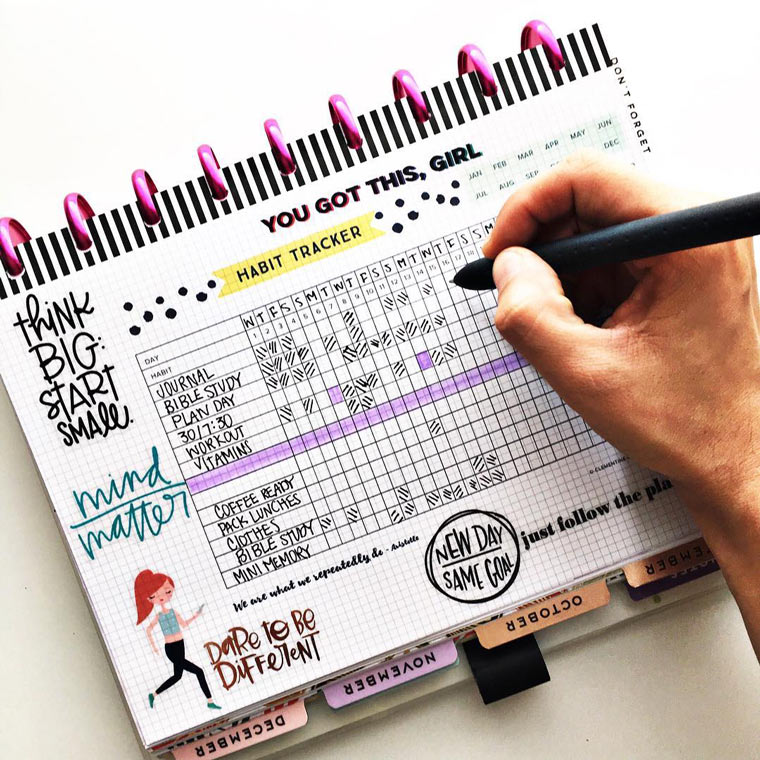 DON'T FORGET
YOU GOT THIS, GIRL
JAN FEB MAR APR MAY JUN
JUL AUG SEP DEC
HABIT TRACKER
think
BIG:
START
SMALL.
DAY
W T F S S M T W T F S S M T W T F S S M
1 2 3 4 5 6 7 8 9 10 11 12 13 14 15 16 17 18
HABIT
JOURNAL
BIBLE STUDY
PLAN DAY
30/7:30
WORKOUT
VITAMINS
COFFEE READY
PACK LUNCHES
CLOTHES
BIBLE STUDY
MINI MEMORY
mind
matter
We are what we repeatedly do - Aristotle
NEW DAY
SAME GOAL
just follow the pla
DARE TO BE
DIFFERENT
DECEMBER
NOVEMBER
OCTOBER